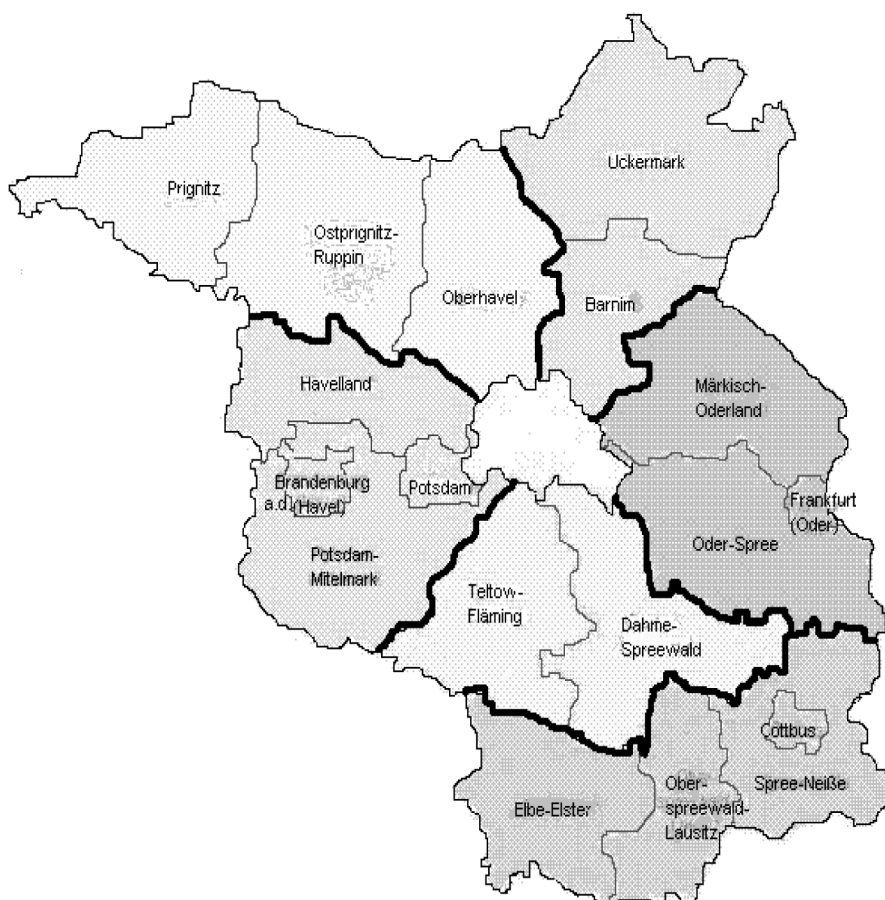 Uckermark
Prignitz
Ostprignitz-
Ruppin
Oberhavel
Barnim
Havelland
Märkisch-
Oderland
Brandenburg
a.d.(Havel)
Potsdam
Frankfurt
(Oder)
Oder-Spree
Potsdam-
Mitelmark
Teltow-
Fläming
Dahme-
Spreewald
Cottbus
Spree-Neiße
Elbe-Elster
Ober-
spreewald-
Lausitz